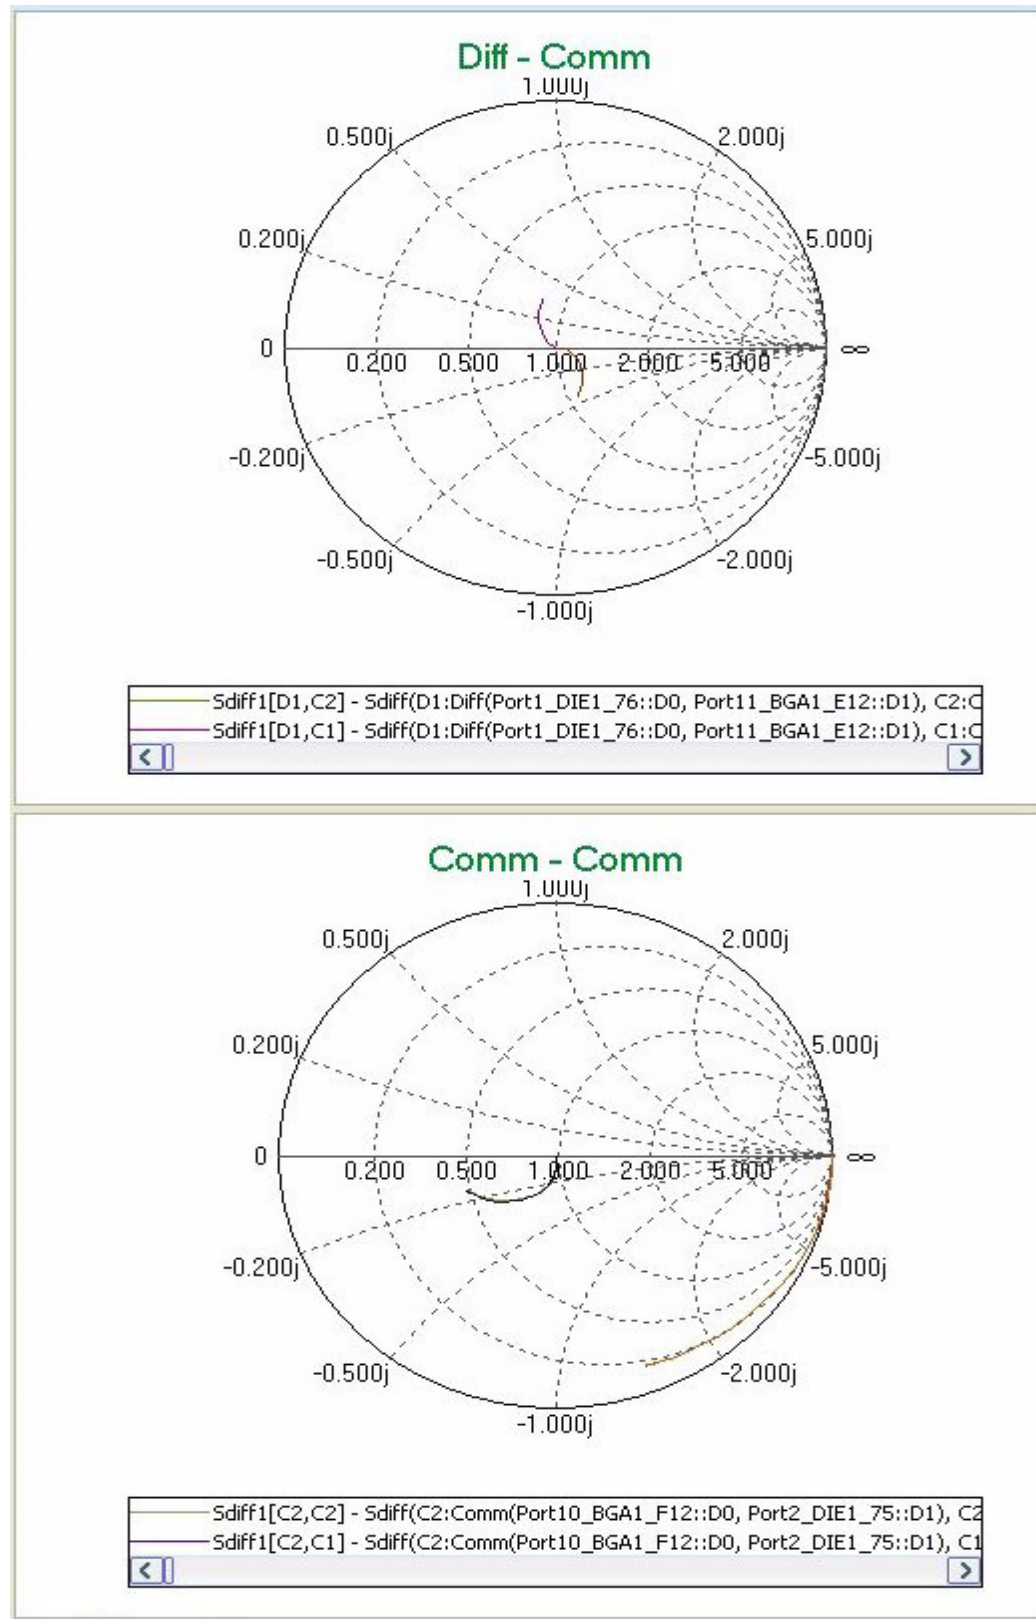 Diff - Comm
1.000j
0.500j 2.000j
0.200j 5.000j
0 0.200 0.500 1.000 2.000 5.000 ∞
-0.200j -5.000j
-0.500j -2.000j
-1.000j
Sdiff1[D1,C2] - Sdiff(D1:Diff(Port1_DIE1_76::D0, Port11_BGA1_E12::D1), C2:C
Sdiff1[D1,C1] - Sdiff(D1:Diff(Port1_DIE1_76::D0, Port11_BGA1_E12::D1), C1:C
Comm - Comm
1.000j
0.500j 2.000j
0.200j 5.000j
0 0.200 0.500 1.000 2.000 5.000 ∞
-0.200j -5.000j
-0.500j -2.000j
-1.000j
Sdiff1[C2,C2] - Sdiff(C2:Comm(Port10_BGA1_F12::D0, Port2_DIE1_75::D1), C2
Sdiff1[C2,C1] - Sdiff(C2:Comm(Port10_BGA1_F12::D0, Port2_DIE1_75::D1), C1